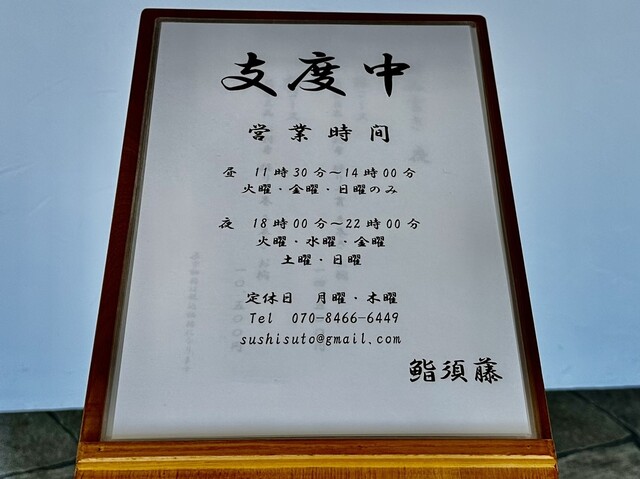 支度中
営業時間
昼 11時30分～14時00分
火曜・金曜・日曜のみ
夜 18時00分～22時00分
火曜・水曜・金曜
土曜・日曜
定休日 月曜・木曜
Tel 070-8466-6449
sushisuto@gmail.com
鮨須藤